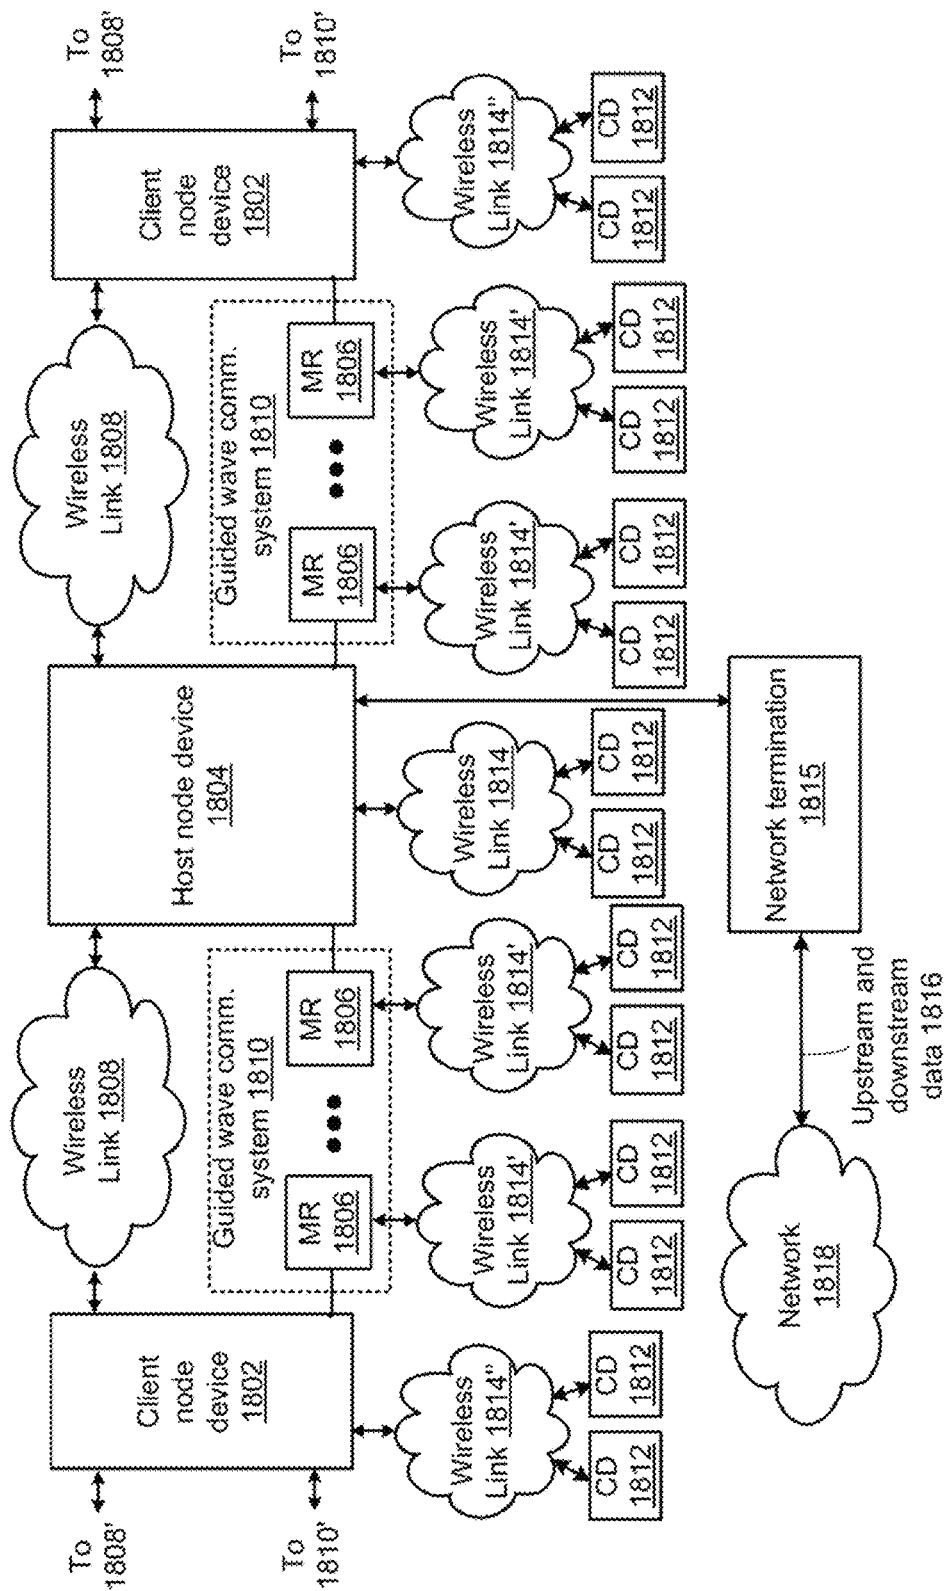 To
1808'
Wireless
Link 1808
Wireless
Link 1808
To
1808'
Client
node
device
1802
Host node device
1804
Client
node
device
1802
Guided wave comm.
system 1810
Guided wave comm.
system 1810
To
1810'
MR
1806
MR
1806
MR
1806
MR
1806
To
1810'
Wireless
Link 1814"
Wireless
Link 1814'
Wireless
Link 1814'
Wireless
Link 1814
Wireless
Link 1814'
Wireless
Link 1814'
Wireless
Link 1814"
CD
1812
CD
1812
CD
1812
CD
1812
CD
1812
CD
1812
CD
1812
CD
1812
CD
1812
CD
1812
CD
1812
CD
1812
CD
1812
CD
1812
Network
1818
Network termination
1815
Upstream and
downstream
data 1816